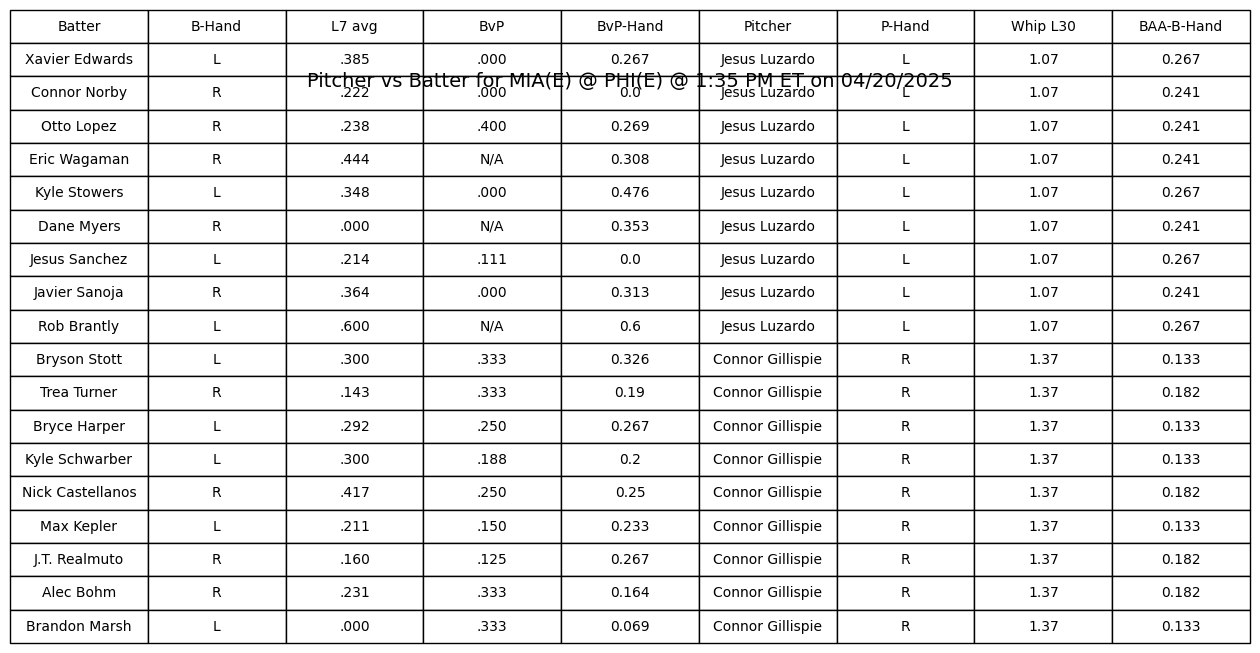 Batter B-Hand L7 avg BvP BvP-Hand Pitcher P-Hand Whip L30 BAA-B-Hand
Xavier Edwards L .385 .000 0.267 Jesus Luzardo L 1.07 0.267
Pitcher vs Batter for MIA(E) @ PHI(E) @ 1:35 PM ET on 04/20/2025
Connor Norby R .222 .000 0.0 Jesus Luzardo L 1.07 0.241
Otto Lopez R .238 .400 0.269 Jesus Luzardo L 1.07 0.241
Eric Wagaman R .444 N/A 0.308 Jesus Luzardo L 1.07 0.241
Kyle Stowers L .348 .000 0.476 Jesus Luzardo L 1.07 0.267
Dane Myers R .000 N/A 0.353 Jesus Luzardo L 1.07 0.241
Jesus Sanchez L .214 .111 0.0 Jesus Luzardo L 1.07 0.267
Javier Sanoja R .364 .000 0.313 Jesus Luzardo L 1.07 0.241
Rob Brantly L .600 N/A 0.6 Jesus Luzardo L 1.07 0.267
Bryson Stott L .300 .333 0.326 Connor Gillispie R 1.37 0.133
Trea Turner R .143 .333 0.19 Connor Gillispie R 1.37 0.182
Bryce Harper L .292 .250 0.267 Connor Gillispie R 1.37 0.133
Kyle Schwarber L .300 .188 0.2 Connor Gillispie R 1.37 0.133
Nick Castellanos R .417 .250 0.25 Connor Gillispie R 1.37 0.182
Max Kepler L .211 .150 0.233 Connor Gillispie R 1.37 0.133
J.T. Realmuto R .160 .125 0.267 Connor Gillispie R 1.37 0.182
Alec Bohm R .231 .333 0.164 Connor Gillispie R 1.37 0.182
Brandon Marsh L .000 .333 0.069 Connor Gillispie R 1.37 0.133